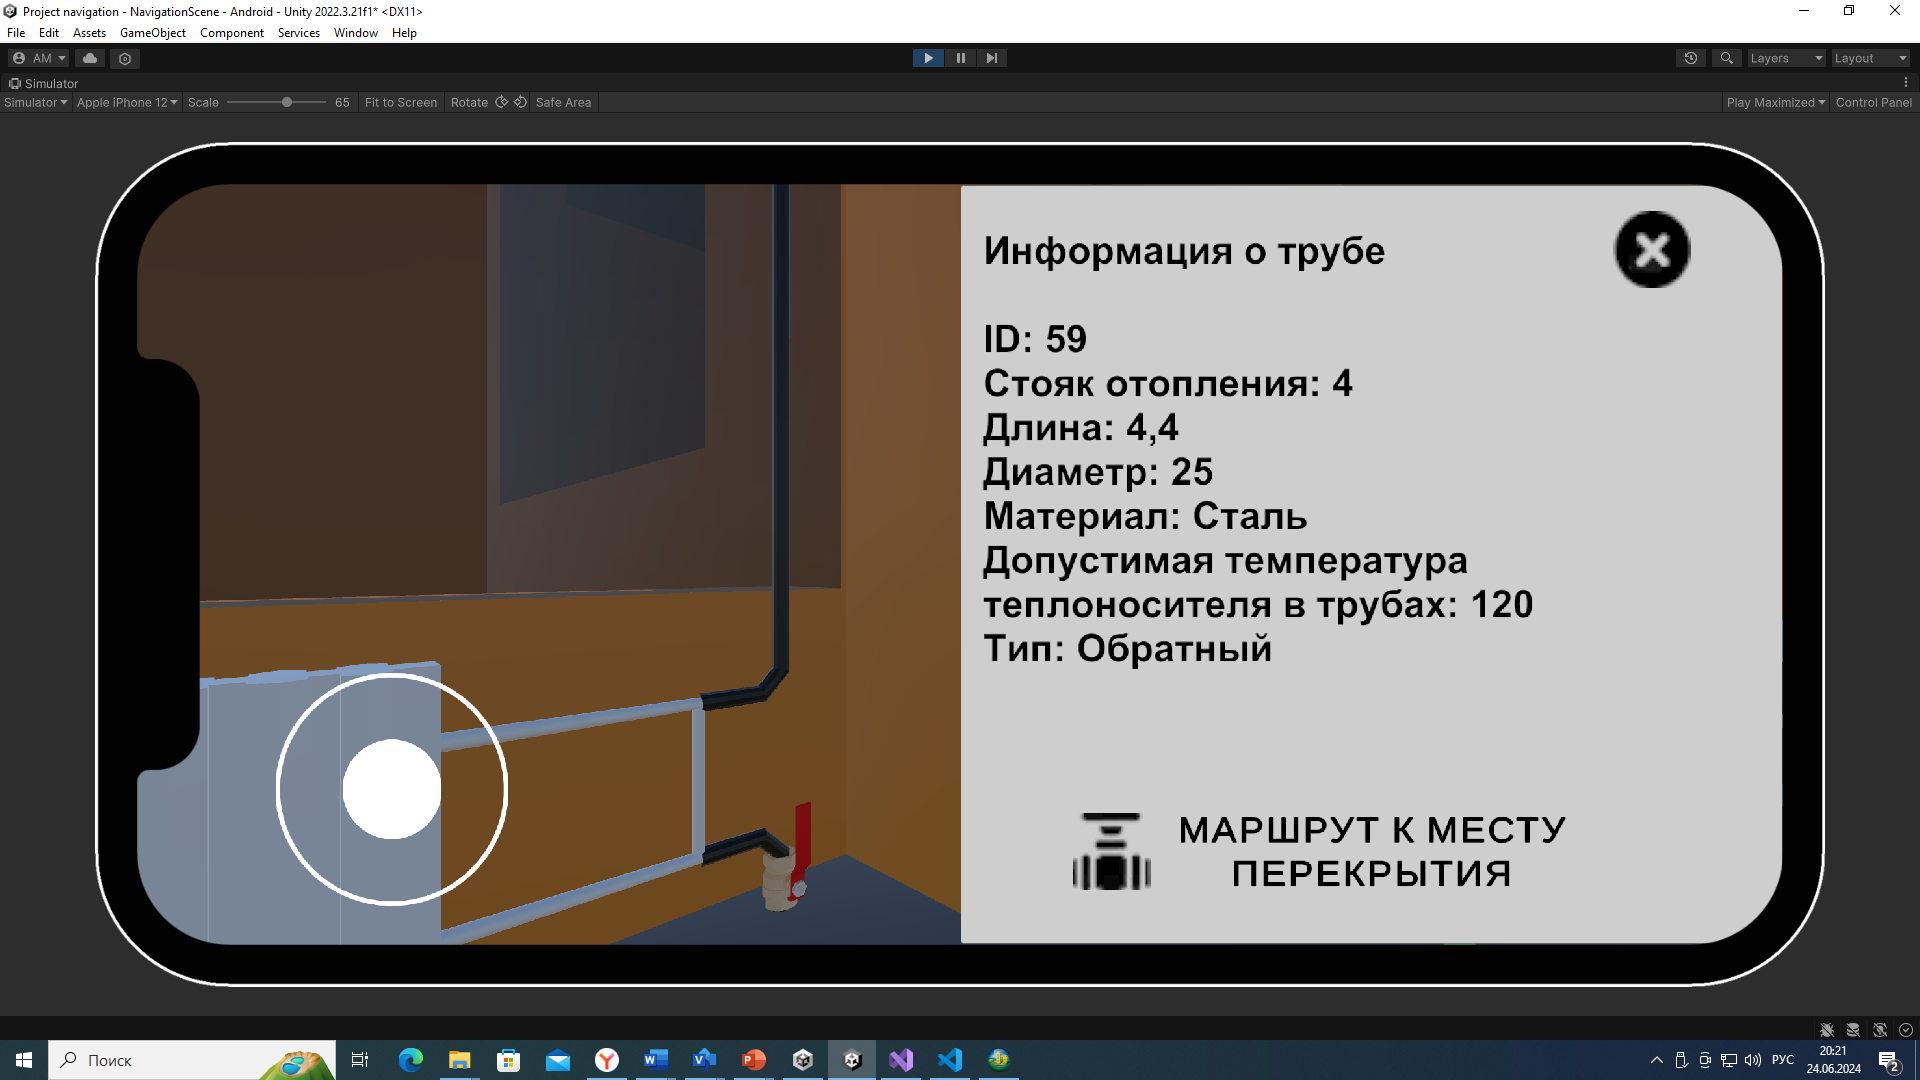 Project navigation - NavigationScene - Android - Unity 2022.3.21f1* <DX11>
File Edit Assets GameObject Component Services Window Help
AM Layers Layout
Simulator
Simulator Apple iPhone 12 Scale 65 Fit to Screen Rotate Safe Area Play Maximized Control Panel
Информация о трубе
ID: 59
Стояк отопления: 4
Длина: 4,4
Диаметр: 25
Материал: Сталь
Допустимая температура
теплоносителя в трубах: 120
Тип: Обратный
МАРШРУТ К МЕСТУ
ПЕРЕКРЫТИЯ
Поиск
РУС
20:21
24.06.2024
2